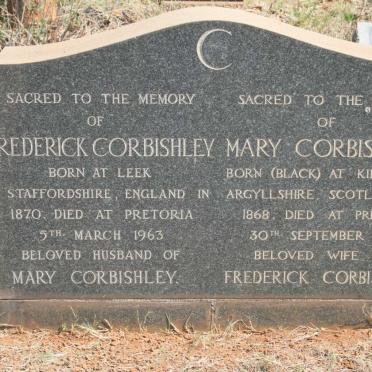 SACRED TO THE MEMORY
OF
REDERICK CORBISHLEY
BORN AT LEEK
STAFFORDSHIRE, ENGLAND IN
1870. DIED AT PRETORIA
5TH. MARCH 1963
BELOVED HUSBAND OF
MARY CORBISHLEY.
SACRED TO THE
OF
MARY CORBIS
BORN (BLACK) AT KI
ARGYLLSHIRE, SCOTL
1868. DIED AT PR
30TH. SEPTEMBER
BELOVED WIFE
FREDERICK CORBI